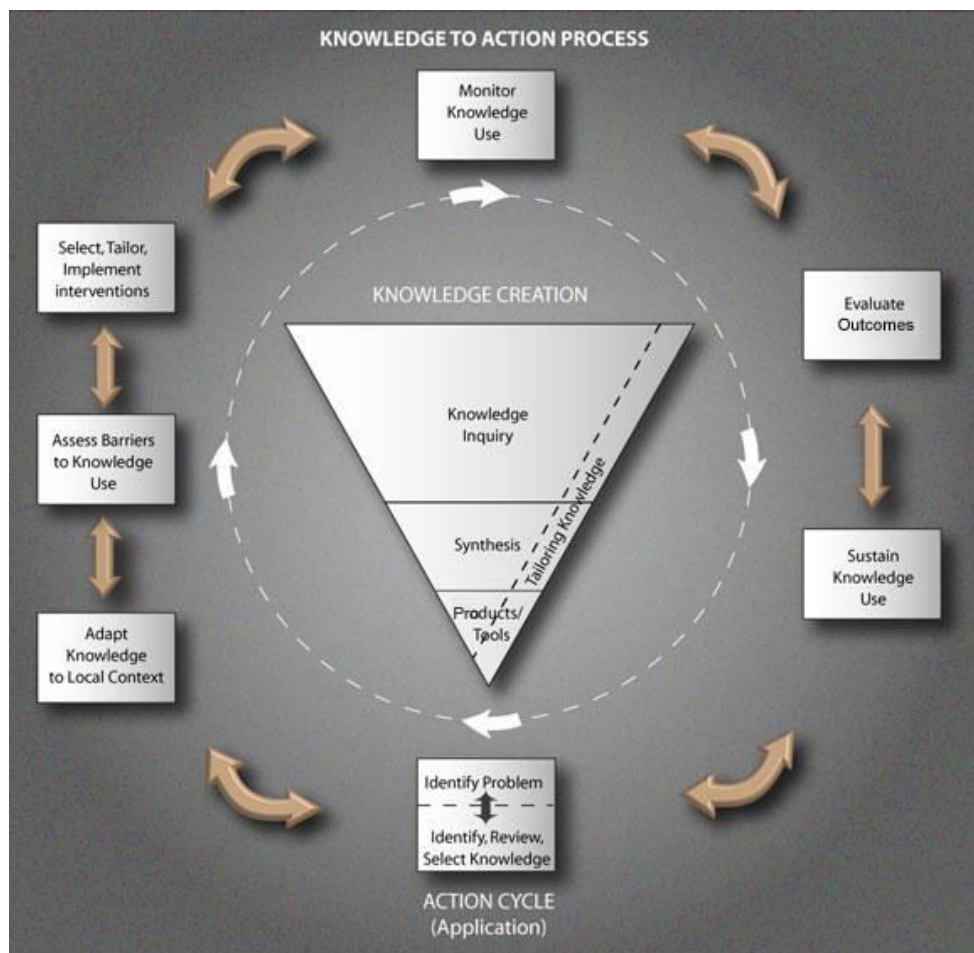 KNOWLEDGE TO ACTION PROCESS
Monitor
Knowledge
Use
Select, Tailor,
Implement
interventions
KNOWLEDGE CREATION
Evaluate
Outcomes
Knowledge
Inquiry
Assess Barriers
to Knowledge
Use
Tailoring Knowledge
Synthesis
Sustain
Knowledge
Use
Products/
Tools
Adapt
Knowledge
to Local Context
Identify Problem
Identify, Review,
Select Knowledge
ACTION CYCLE
(Application)